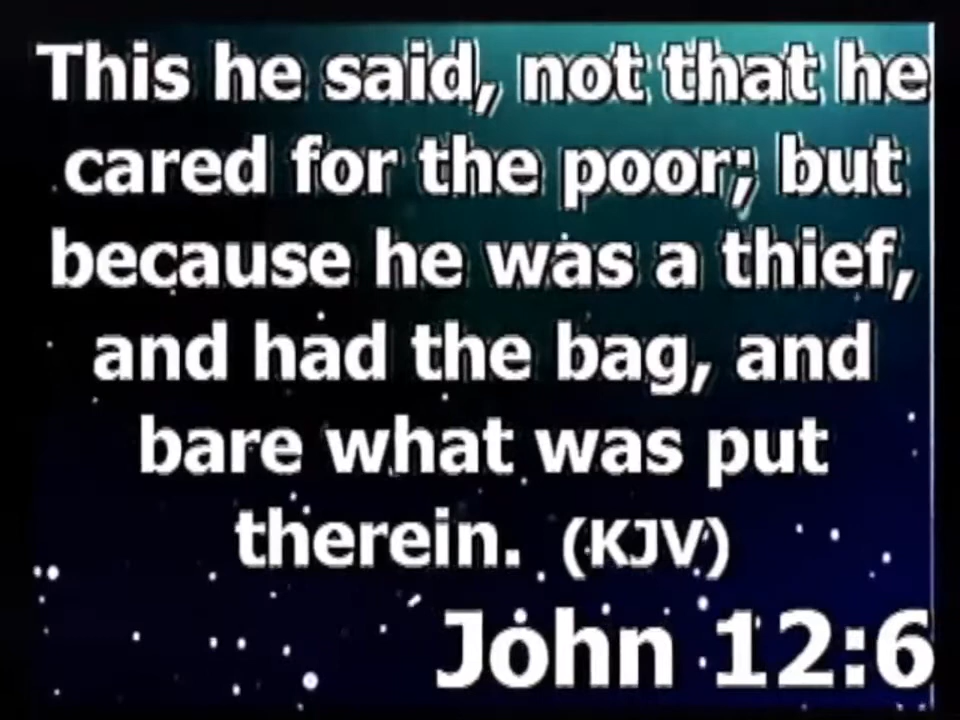 This he said, not that he
cared for the poor; but
because he was a thief,
and had the bag, and
bare what was put
therein. (KJV)
John 12:6